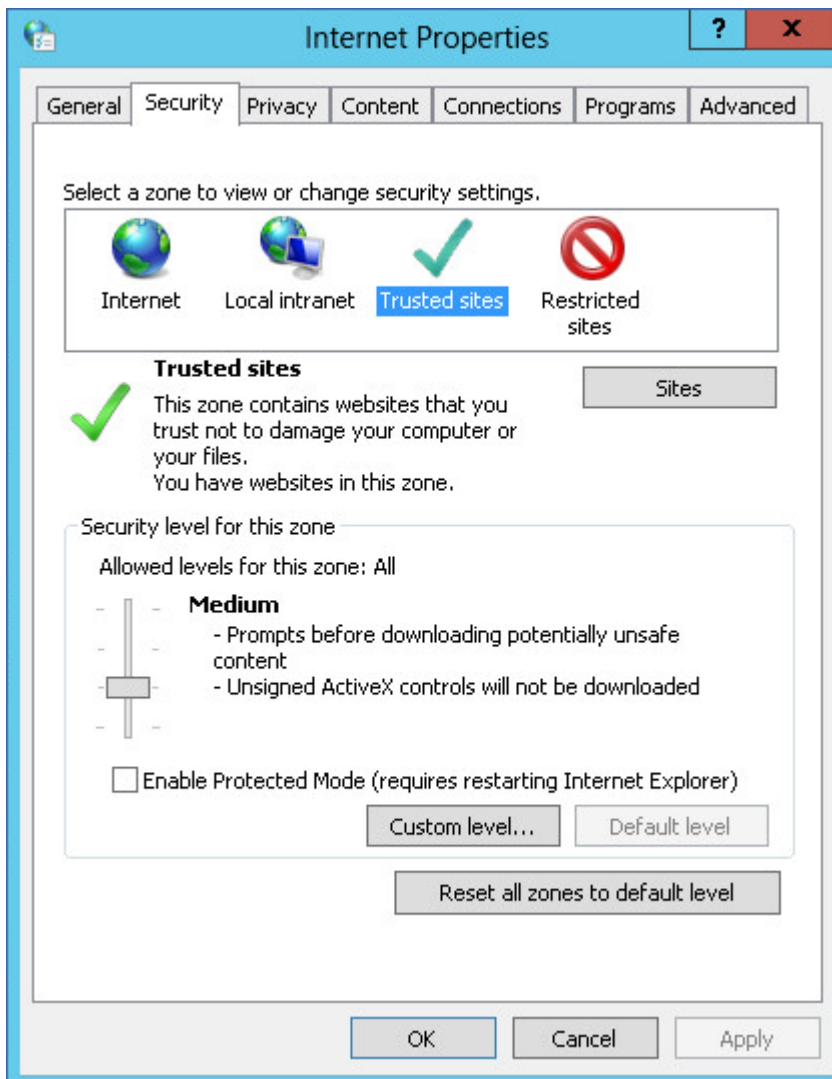 Internet Properties
? x
General Security Privacy Content Connections Programs Advanced
Select a zone to view or change security settings.
Internet Local intranet Trusted sites Restricted
sites
Trusted sites
Sites
This zone contains websites that you
trust not to damage your computer or
your files.
You have websites in this zone.
Security level for this zone
Allowed levels for this zone: All
Medium
- Prompts before downloading potentially unsafe
content
- Unsigned ActiveX controls will not be downloaded
Enable Protected Mode (requires restarting Internet Explorer)
Custom level... Default level
Reset all zones to default level
OK Cancel Apply